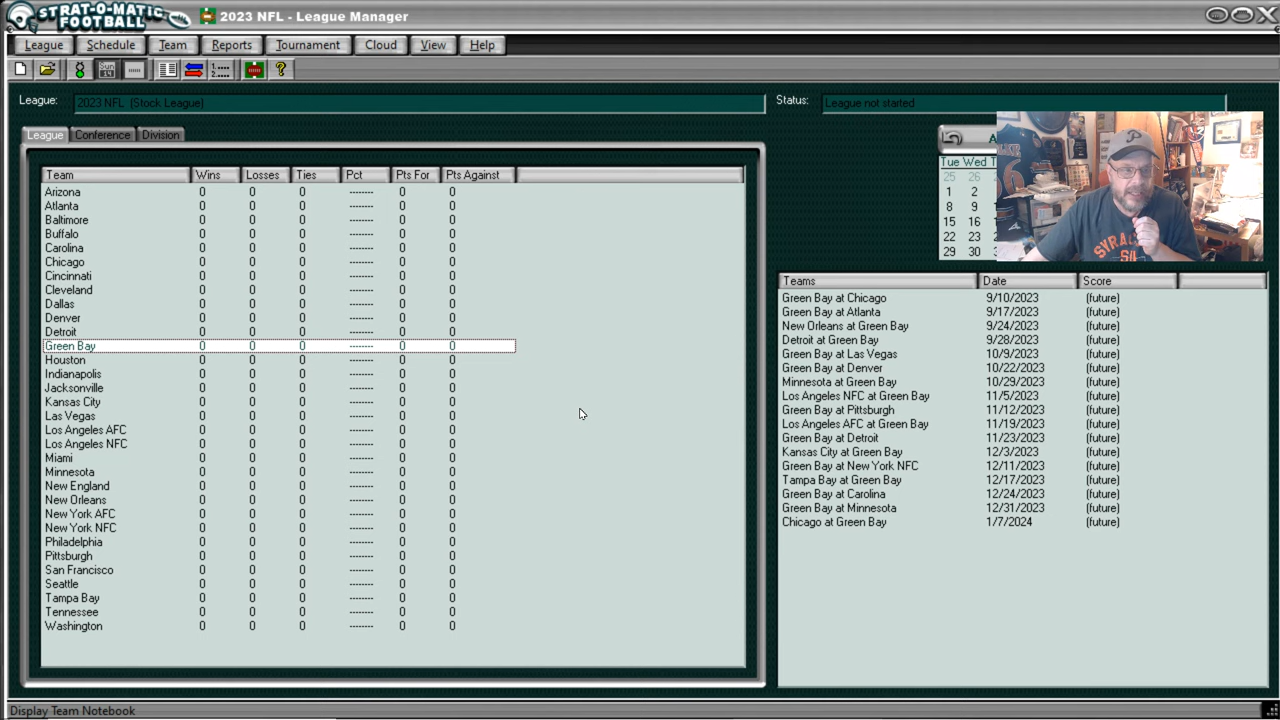 STRAT-O-MATIC FOOTBALL 2023 NFL - League Manager
League Schedule Team Reports Tournament Cloud View Help
Sun 14
League: 2023 NFL (Stock League) Status: League not started
League Conference Division
Tue Wed T
25 26
1 2
8 9
15 16
22 23
29 30
Team Wins Losses Ties Pct Pts For Pts Against
Arizona 0 0 0 -------- 0 0
Atlanta 0 0 0 -------- 0 0
Baltimore 0 0 0 -------- 0 0
Buffalo 0 0 0 -------- 0 0
Carolina 0 0 0 -------- 0 0
Chicago 0 0 0 -------- 0 0
Cincinnati 0 0 0 -------- 0 0
Cleveland 0 0 0 -------- 0 0
Dallas 0 0 0 -------- 0 0
Denver 0 0 0 -------- 0 0
Detroit 0 0 0 -------- 0 0
Green Bay 0 0 0 -------- 0 0
Houston 0 0 0 -------- 0 0
Indianapolis 0 0 0 -------- 0 0
Jacksonville 0 0 0 -------- 0 0
Kansas City 0 0 0 -------- 0 0
Las Vegas 0 0 0 -------- 0 0
Los Angeles AFC 0 0 0 -------- 0 0
Los Angeles NFC 0 0 0 -------- 0 0
Miami 0 0 0 -------- 0 0
Minnesota 0 0 0 -------- 0 0
New England 0 0 0 -------- 0 0
New Orleans 0 0 0 -------- 0 0
New York AFC 0 0 0 -------- 0 0
New York NFC 0 0 0 -------- 0 0
Philadelphia 0 0 0 -------- 0 0
Pittsburgh 0 0 0 -------- 0 0
San Francisco 0 0 0 -------- 0 0
Seattle 0 0 0 -------- 0 0
Tampa Bay 0 0 0 -------- 0 0
Tennessee 0 0 0 -------- 0 0
Washington 0 0 0 -------- 0 0
Teams Date Score
Green Bay at Chicago 9/10/2023 (future)
Green Bay at Atlanta 9/17/2023 (future)
New Orleans at Green Bay 9/24/2023 (future)
Detroit at Green Bay 9/28/2023 (future)
Green Bay at Las Vegas 10/9/2023 (future)
Green Bay at Denver 10/22/2023 (future)
Minnesota at Green Bay 10/29/2023 (future)
Los Angeles NFC at Green Bay 11/5/2023 (future)
Green Bay at Pittsburgh 11/12/2023 (future)
Los Angeles AFC at Green Bay 11/19/2023 (future)
Green Bay at Detroit 11/23/2023 (future)
Kansas City at Green Bay 12/3/2023 (future)
Green Bay at New York NFC 12/11/2023 (future)
Tampa Bay at Green Bay 12/17/2023 (future)
Green Bay at Carolina 12/24/2023 (future)
Green Bay at Minnesota 12/31/2023 (future)
Chicago at Green Bay 1/7/2024 (future)
Display Team Notebook